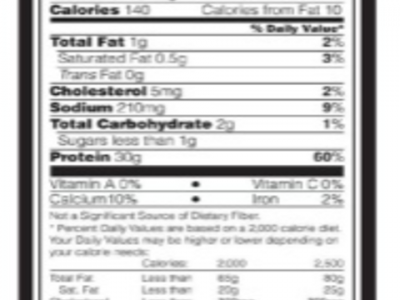 Calories 140 Calories from Fat 10
% Daily Value*
Total Fat 1g 2%
Saturated Fat 0.5g 3%
Trans Fat 0g
Cholesterol 5mg 2%
Sodium 210mg 9%
Total Carbohydrate 2g 1%
Sugars less than 1g
Protein 30g 60%
Vitamin A 0% • Vitamin C 0%
Calcium 10% • Iron 2%
Not a Significant Source of Dietary Fiber.
* Percent Daily Values are based on a 2,000 calorie diet.
Your Daily Values may be higher or lower depending on
your calorie needs:
Calories: 2,000 2,500
Total Fat Less than 65g 80g
Sat. Fat Less than 20g 25g